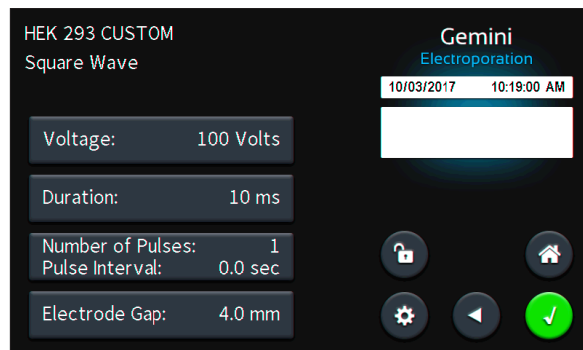 HEK 293 CUSTOM
Square Wave
Gemini
Electroporation
10/03/2017 10:19:00 AM
Voltage: 100 Volts
Duration: 10 ms
Number of Pulses: 1
Pulse Interval: 0.0 sec
Electrode Gap: 4.0 mm